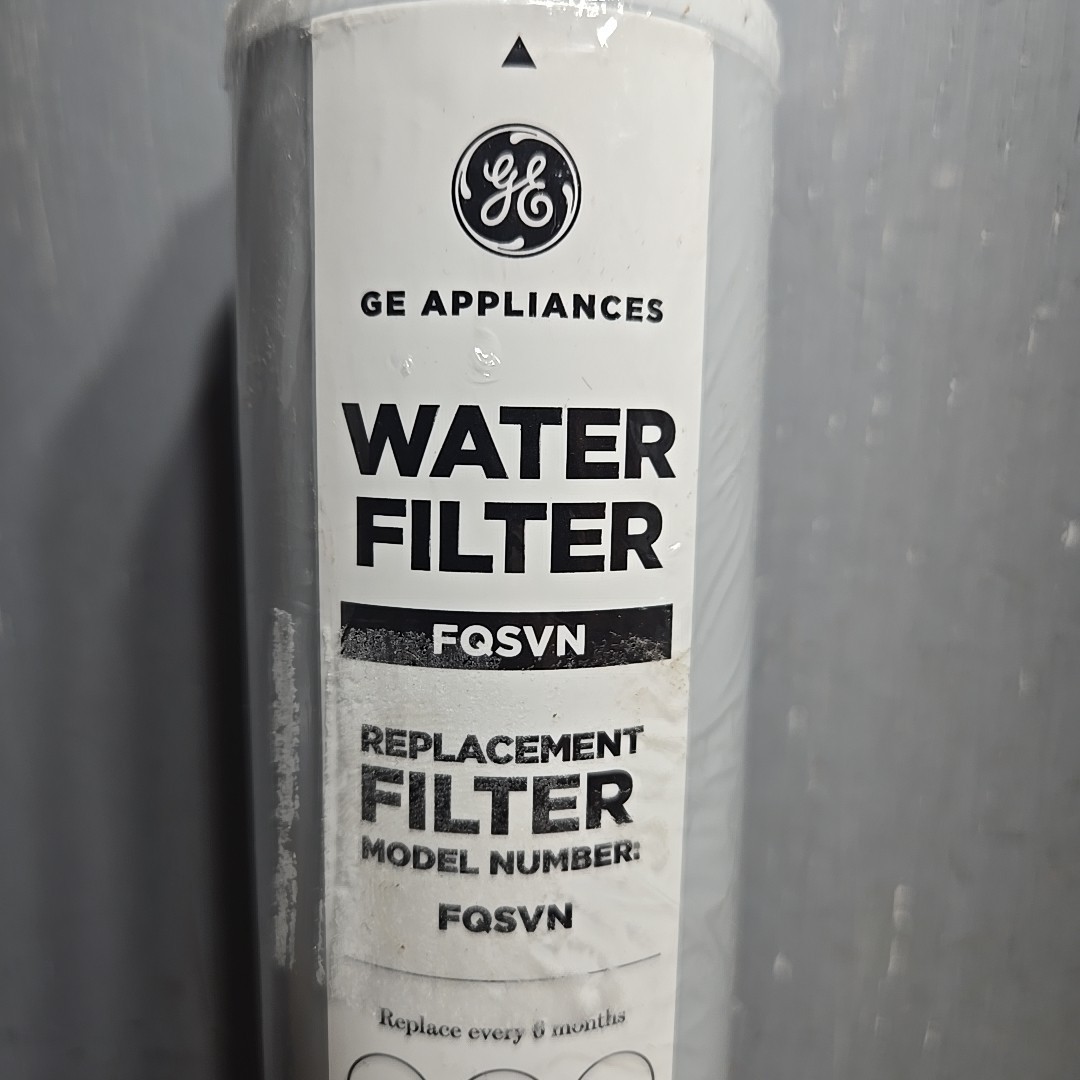 GE
GE APPLIANCES
WATER
FILTER
FQSVN
REPLACEMENT
FILTER
MODEL NUMBER:
FQSVN
Replace every 6 months